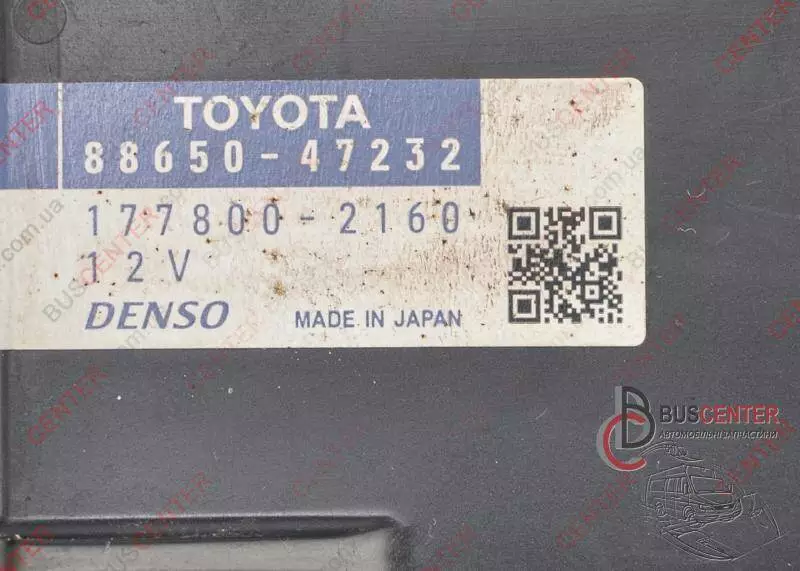 TOYOTA
88650-47232
177800-2160
12V
DENSO MADE IN JAPAN
BUSCENTER
АВТОМОБІЛЬНІ ЗАПЧАСТИНИ